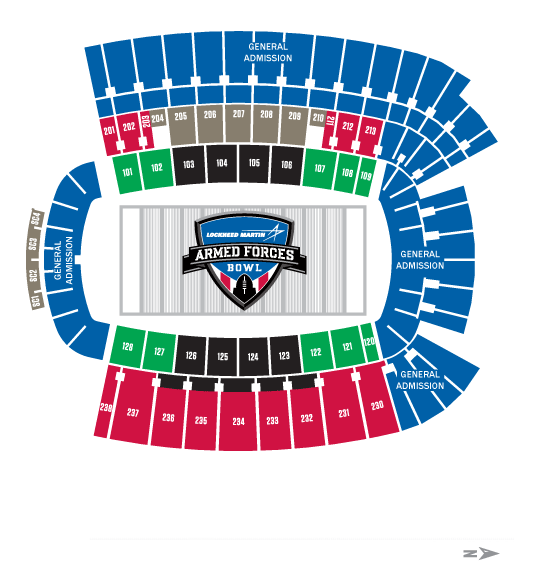 GENERAL
ADMISSION
201 202 203 204 205 206 207 208 209 210 211 212 213
101 102 103 104 105 106 107 108 109
SC4
SC3
SC2
SC1
GENERAL
ADMISSION
LOCKHEED MARTIN
ARMED FORCES
BOWL
GENERAL
ADMISSION
128 127 126 125 124 123 122 121 120
GENERAL
ADMISSION
238 237 236 235 234 233 232 231 230
N